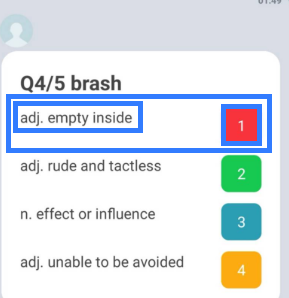 01:49
Q4/5 brash
adj. empty inside
1
adj. rude and tactless
2
n. effect or influence
3
adj. unable to be avoided
4